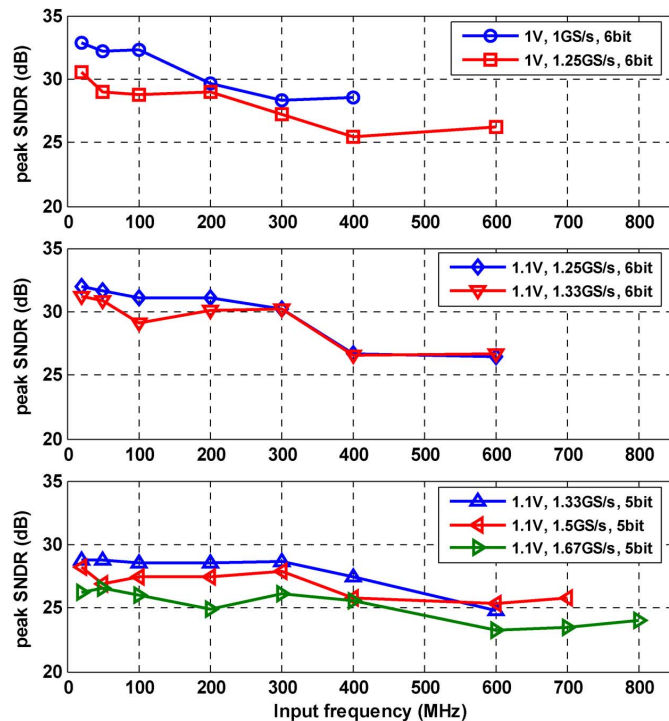 peak SNDR (dB)
35
30
25
20
0 100 200 300 400 500 600 700 800
1V, 1GS/s, 6bit
1V, 1.25GS/s, 6bit
peak SNDR (dB)
35
30
25
20
0 100 200 300 400 500 600 700 800
1.1V, 1.25GS/s, 6bit
1.1V, 1.33GS/s, 6bit
peak SNDR (dB)
35
30
25
20
0 100 200 300 400 500 600 700 800
1.1V, 1.33GS/s, 5bit
1.1V, 1.5GS/s, 5bit
1.1V, 1.67GS/s, 5bit
Input frequency (MHz)